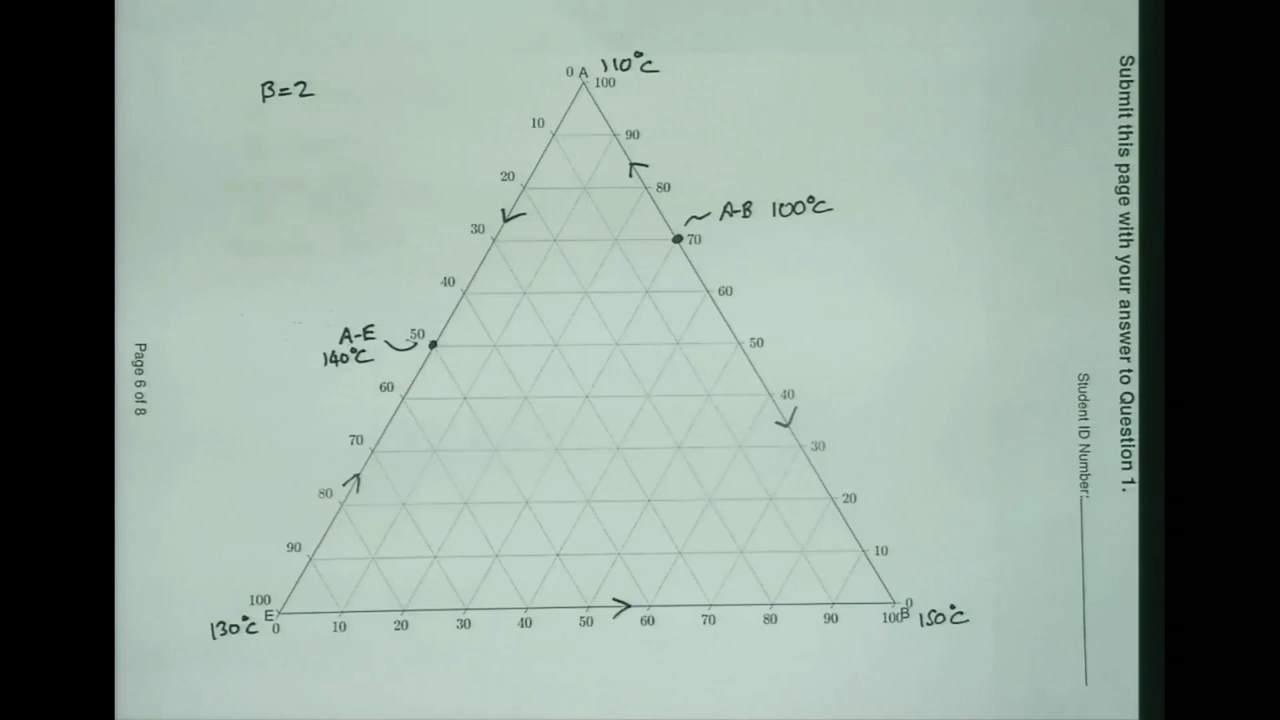 0 A 110°C
100
β=2
10
90
20
80
A-B 100°C
30
70
40
60
A-E
140°C
50
50
60
40
70
30
80
20
90
10
100
E
130°C
0
10
20
30
40
50
60
70
80
90
100
0
B
150°C
Submit this page with your answer to Question 1.
Student ID Number:
Page 6 of 8